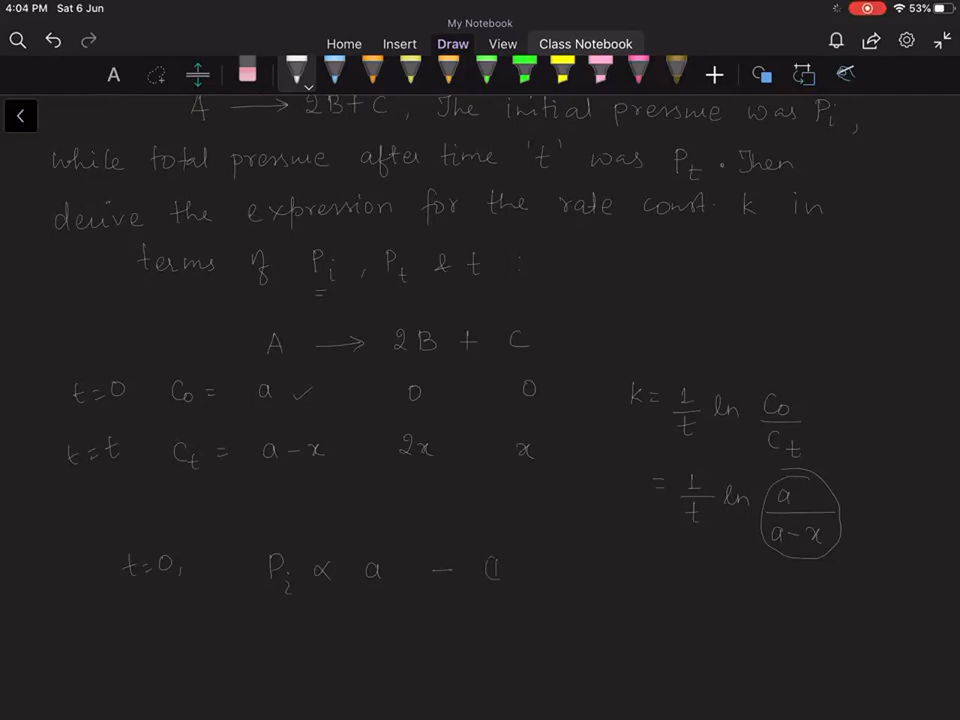 4:04 PM Sat 6 Jun
53%
My Notebook
Home Insert Draw View Class Notebook
A
A → 2B + C, The initial pressure was Pi,
while total pressure after time 't' was Pt. Then
derive the expression for the rate const. k in
terms of Pi, Pt & t :
A → 2B + C
t=0 C0 = a ✓ 0 0
t=t Ct = a-x 2x x
k = 1/t ln C0/Ct
= 1/t ln a/a-x
t=0, Pi ∝ a -